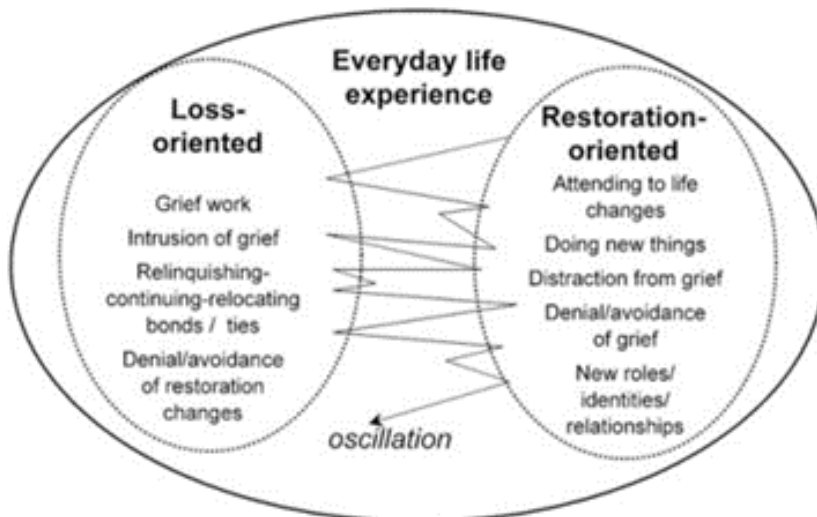 Everyday life
experience
Loss-
oriented
Grief work
Intrusion of grief
Relinquishing-
continuing-relocating
bonds / ties
Denial/avoidance
of restoration
changes
Restoration-
oriented
Attending to life
changes
Doing new things
Distraction from grief
Denial/avoidance
of grief
New roles/
identities/
relationships
oscillation